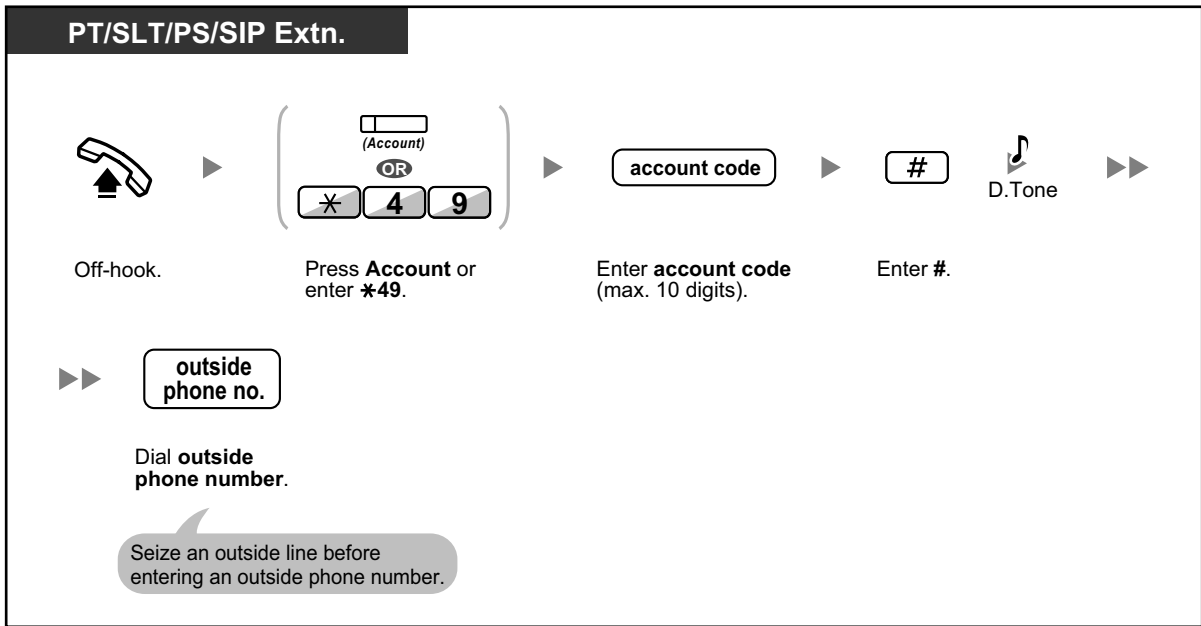 PT/SLT/PS/SIP Extn.
(Account)
OR
* 4 9
account code
#
D.Tone
Off-hook.
Press Account or
enter *49.
Enter account code
(max. 10 digits).
Enter #.
outside
phone no.
Dial outside
phone number.
Seize an outside line before
entering an outside phone number.